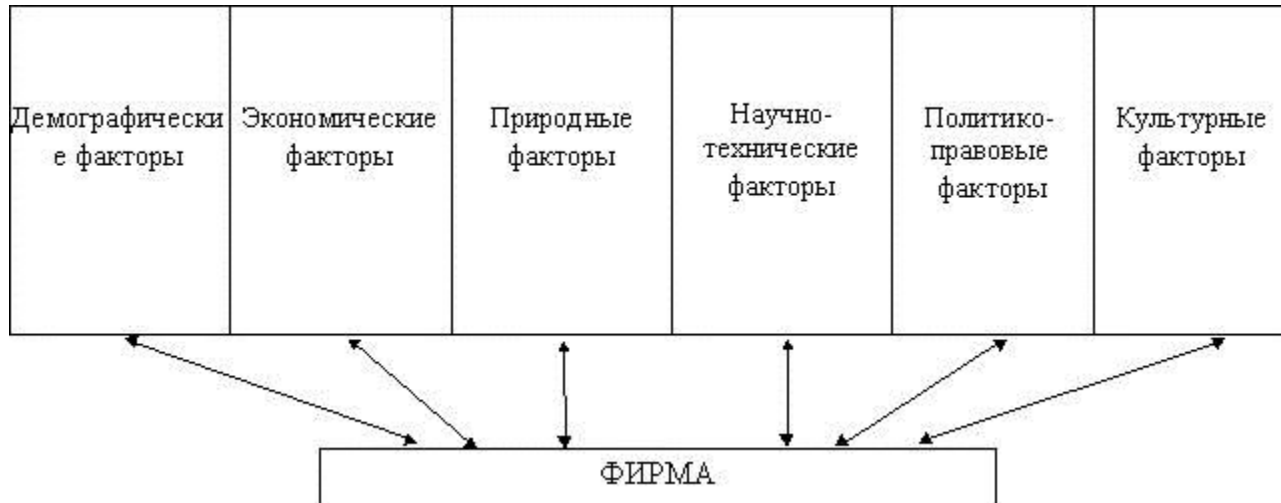 Демографически
е факторы
Экономические
факторы
Природные
факторы
Научно-
технические
факторы
Политико-
правовые
факторы
Культурные
факторы
ФИРМА